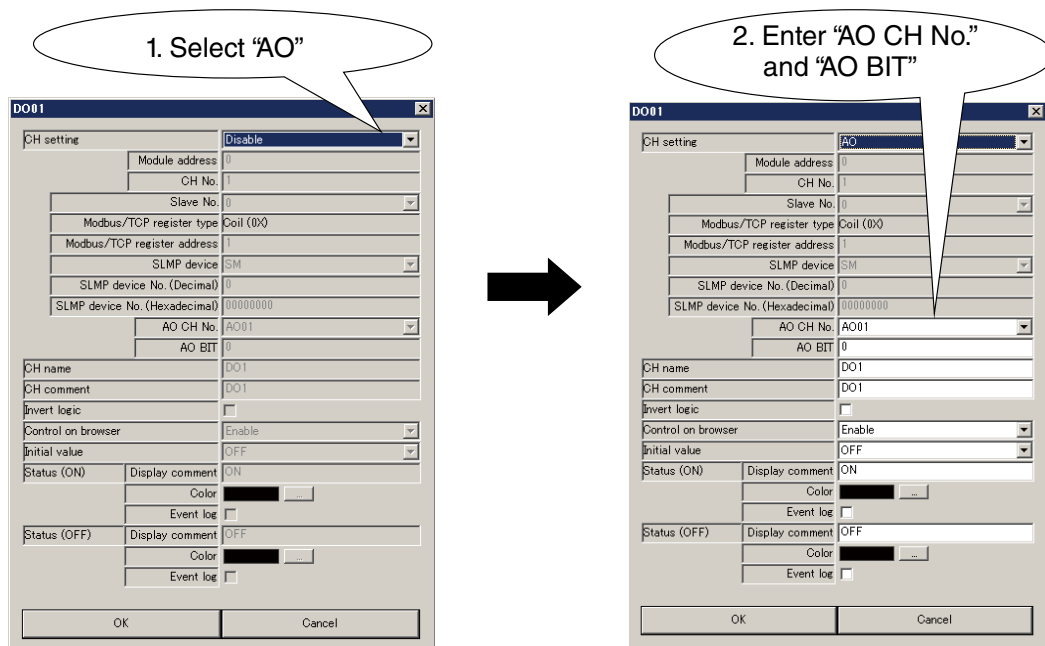 1. Select “AO”
2. Enter “AO CH No.”
and “AO BIT”
DO01
CH setting Disable
Module address 0
CH No. 1
Slave No. 0
Modbus/TCP register type Coil (0X)
Modbus/TCP register address 1
SLMP device SM
SLMP device No. (Decimal) 0
SLMP device No. (Hexadecimal) 00000000
AO CH No. AO01
AO BIT 0
CH name DO1
CH comment DO1
Invert logic
Control on browser Enable
Initial value OFF
Status (ON) Display comment ON
Color ...
Event log
Status (OFF) Display comment OFF
Color ...
Event log
OK Cancel
DO01
CH setting AO
Module address 0
CH No. 1
Slave No. 0
Modbus/TCP register type Coil (0X)
Modbus/TCP register address 1
SLMP device SM
SLMP device No. (Decimal) 0
SLMP device No. (Hexadecimal) 00000000
AO CH No. AO01
AO BIT 0
CH name DO1
CH comment DO1
Invert logic
Control on browser Enable
Initial value OFF
Status (ON) Display comment ON
Color ...
Event log
Status (OFF) Display comment OFF
Color ...
Event log
OK Cancel